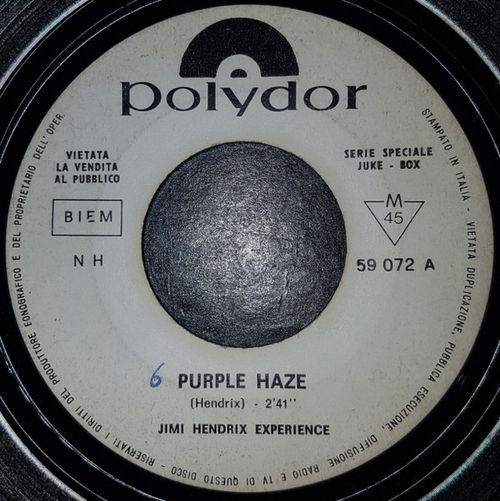 polydor
VIETATA
LA VENDITA
AL PUBBLICO
BIEM
NH
SERIE SPECIALE
JUKE - BOX
M
45
59 072 A
6 PURPLE HAZE
(Hendrix) - 2'41''
JIMI HENDRIX EXPERIENCE
STAMPATO IN ITALIA - VIETATA DUPLICAZIONE, PUBBLICA ESECUZIONE, DIFFUSIONE RADIO E TV DI QUESTO DISCO - RISERVATI I DIRITTI DEL PRODUTTORE FONOGRAFICO E DEL PROPRIETARIO DELL'OPER.